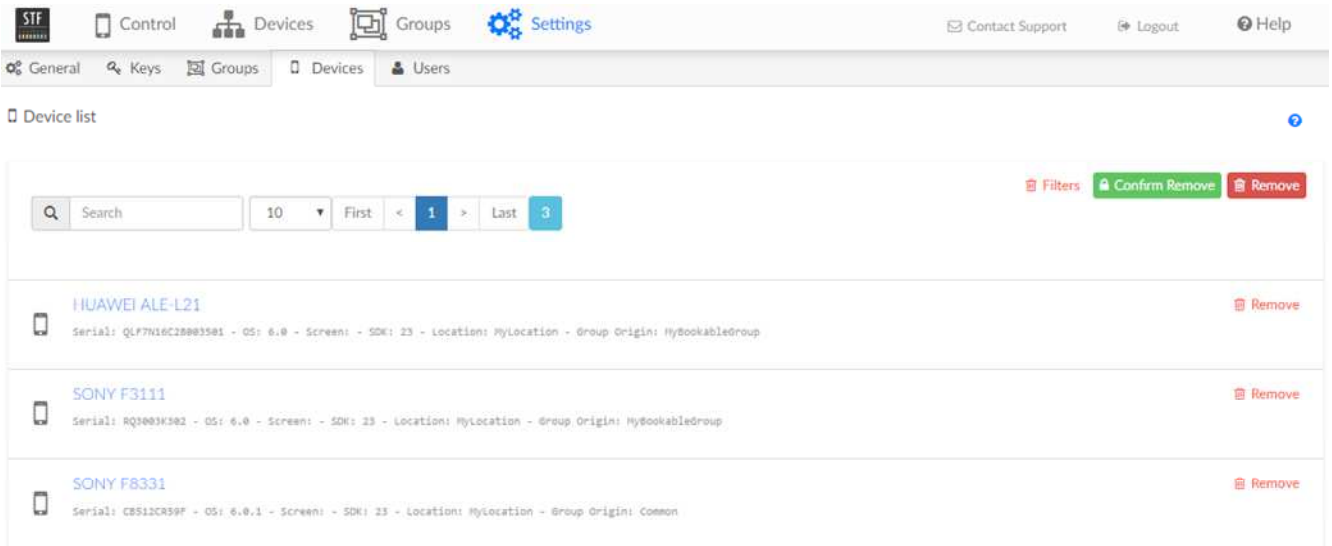 STF Control Devices Groups Settings Contact Support Logout Help
General Keys Groups Devices Users
Device list
Filters Confirm Remove Remove
Search 10 First < 1 > Last 3
HUAWEI ALE-L21 Remove
Serial: QLF7N16C28003501 - OS: 6.0 - Screen: - SDK: 23 - Location: MyLocation - Group Origin: MyBookableGroup
SONY F3111 Remove
Serial: RQ3003K302 - OS: 6.0 - Screen: - SDK: 23 - Location: MyLocation - Group Origin: MyBookableGroup
SONY F8331 Remove
Serial: CB512CR59F - OS: 6.0.1 - Screen: - SDK: 23 - Location: MyLocation - Group Origin: Common